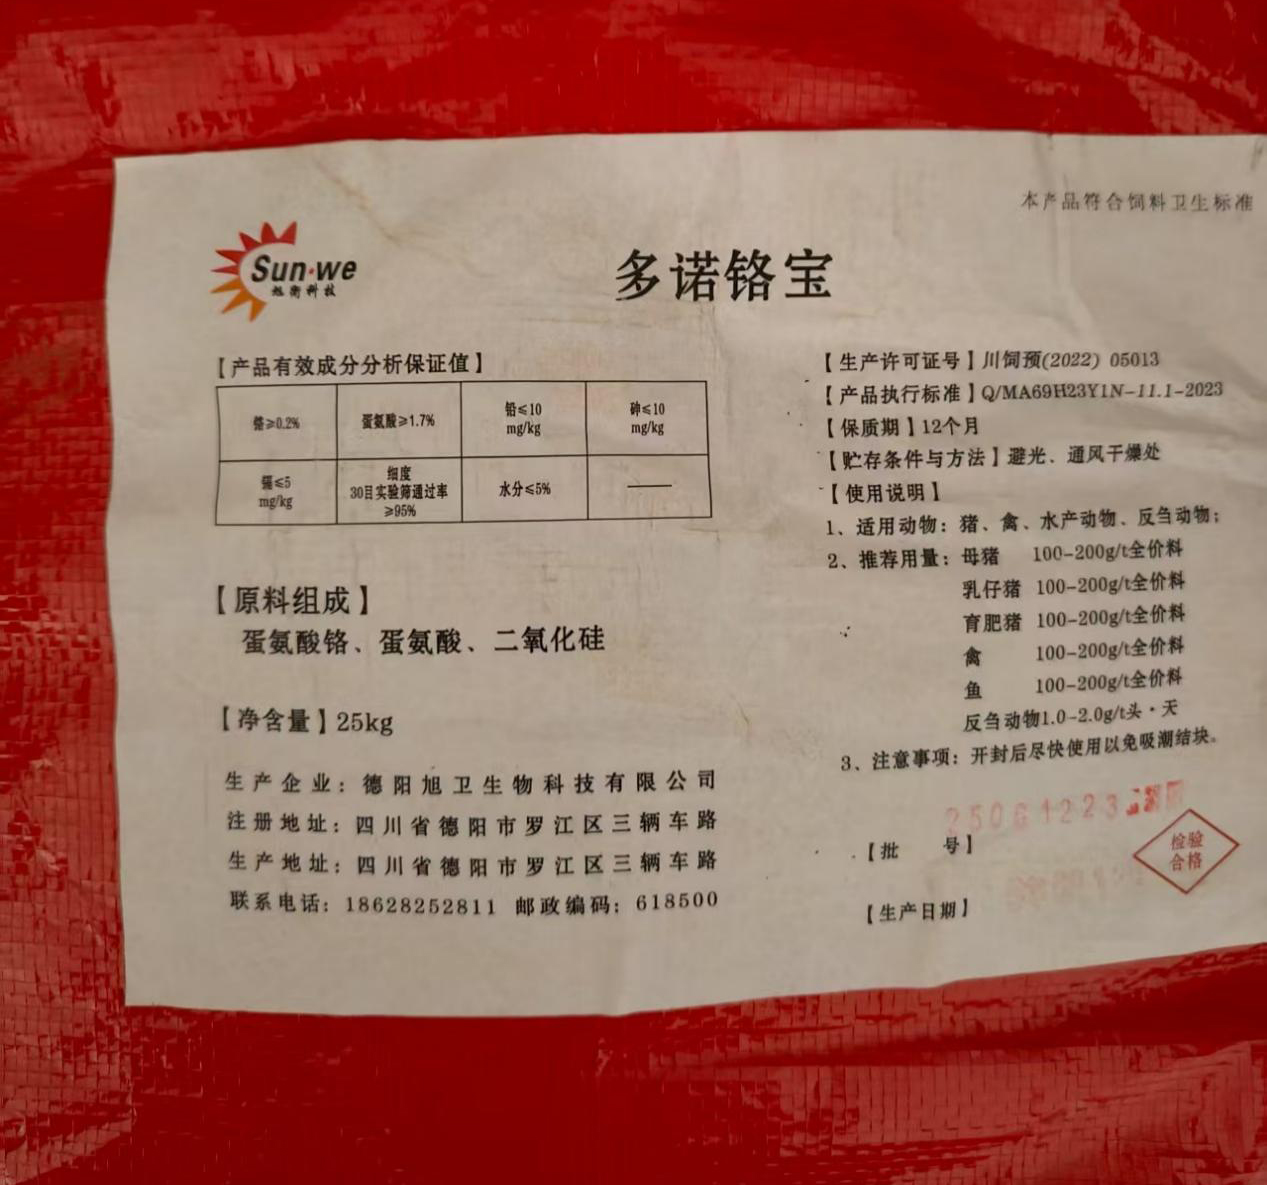 本产品符合饲料卫生标准
Sun·we
旭衛科技
多诺铬宝
【产品有效成分分析保证值】
铬≥0.2% 蛋氨酸≥1.7% 铅≤10 mg/kg 砷≤10 mg/kg
镉≤5 mg/kg 细度 30目实验筛通过率 ≥95% 水分≤5% ——
【原料组成】
蛋氨酸铬、蛋氨酸、二氧化硅
【净含量】25kg
生产企业：德阳旭卫生物科技有限公司
注册地址：四川省德阳市罗江区三辆车路
生产地址：四川省德阳市罗江区三辆车路
联系电话：18628252811 邮政编码：618500
【生产许可证号】川饲预(2022) 05013
【产品执行标准】Q/MA69H23Y1N-11.1-2023
【保质期】12个月
【贮存条件与方法】避光、通风干燥处
【使用说明】
1、适用动物：猪、禽、水产动物、反刍动物；
2、推荐用量：母猪 100-200g/t全价料
乳仔猪 100-200g/t全价料
育肥猪 100-200g/t全价料
禽 100-200g/t全价料
鱼 100-200g/t全价料
反刍动物1.0-2.0g/t头·天
3、注意事项：开封后尽快使用以免吸潮结块。
25061223
【批 号】
检验
合格
【生产日期】